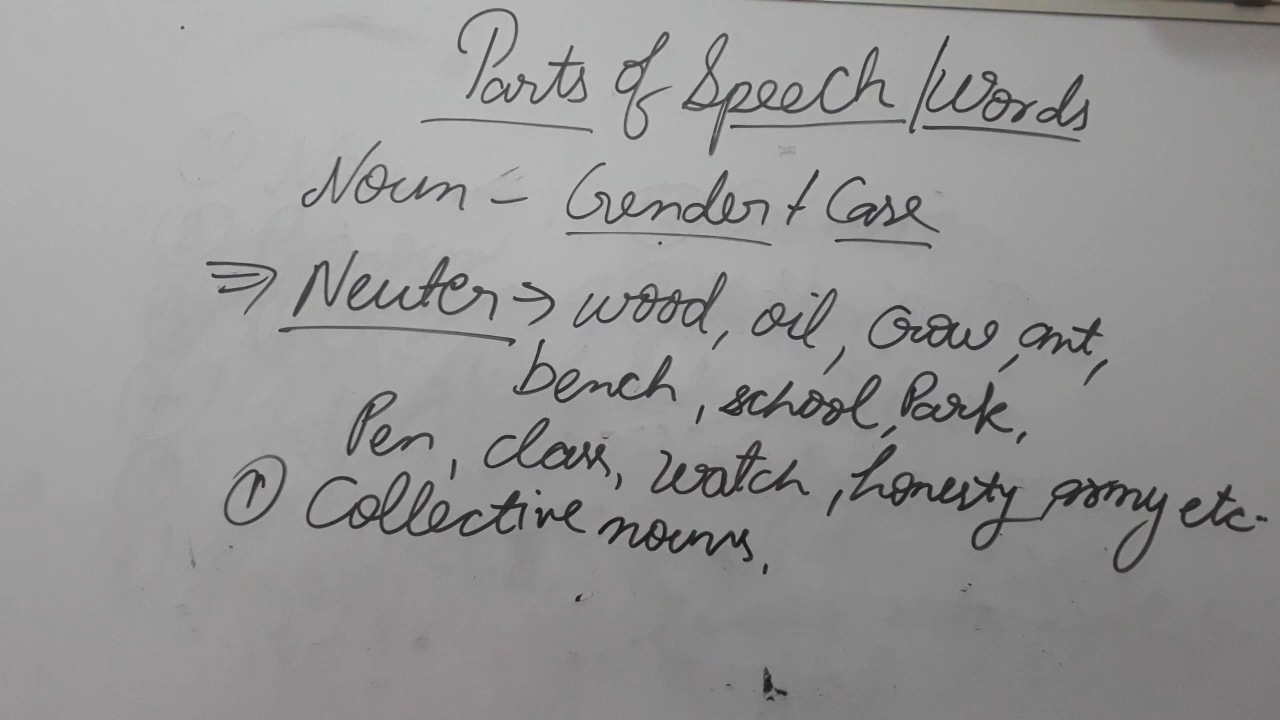 Parts of Speech/Words
Noun - Gender + Case
⇒ Neuter → wood, oil, Crow, ant,
bench, school, Park,
Pen, class, watch, honesty, army etc.
① Collective nouns,